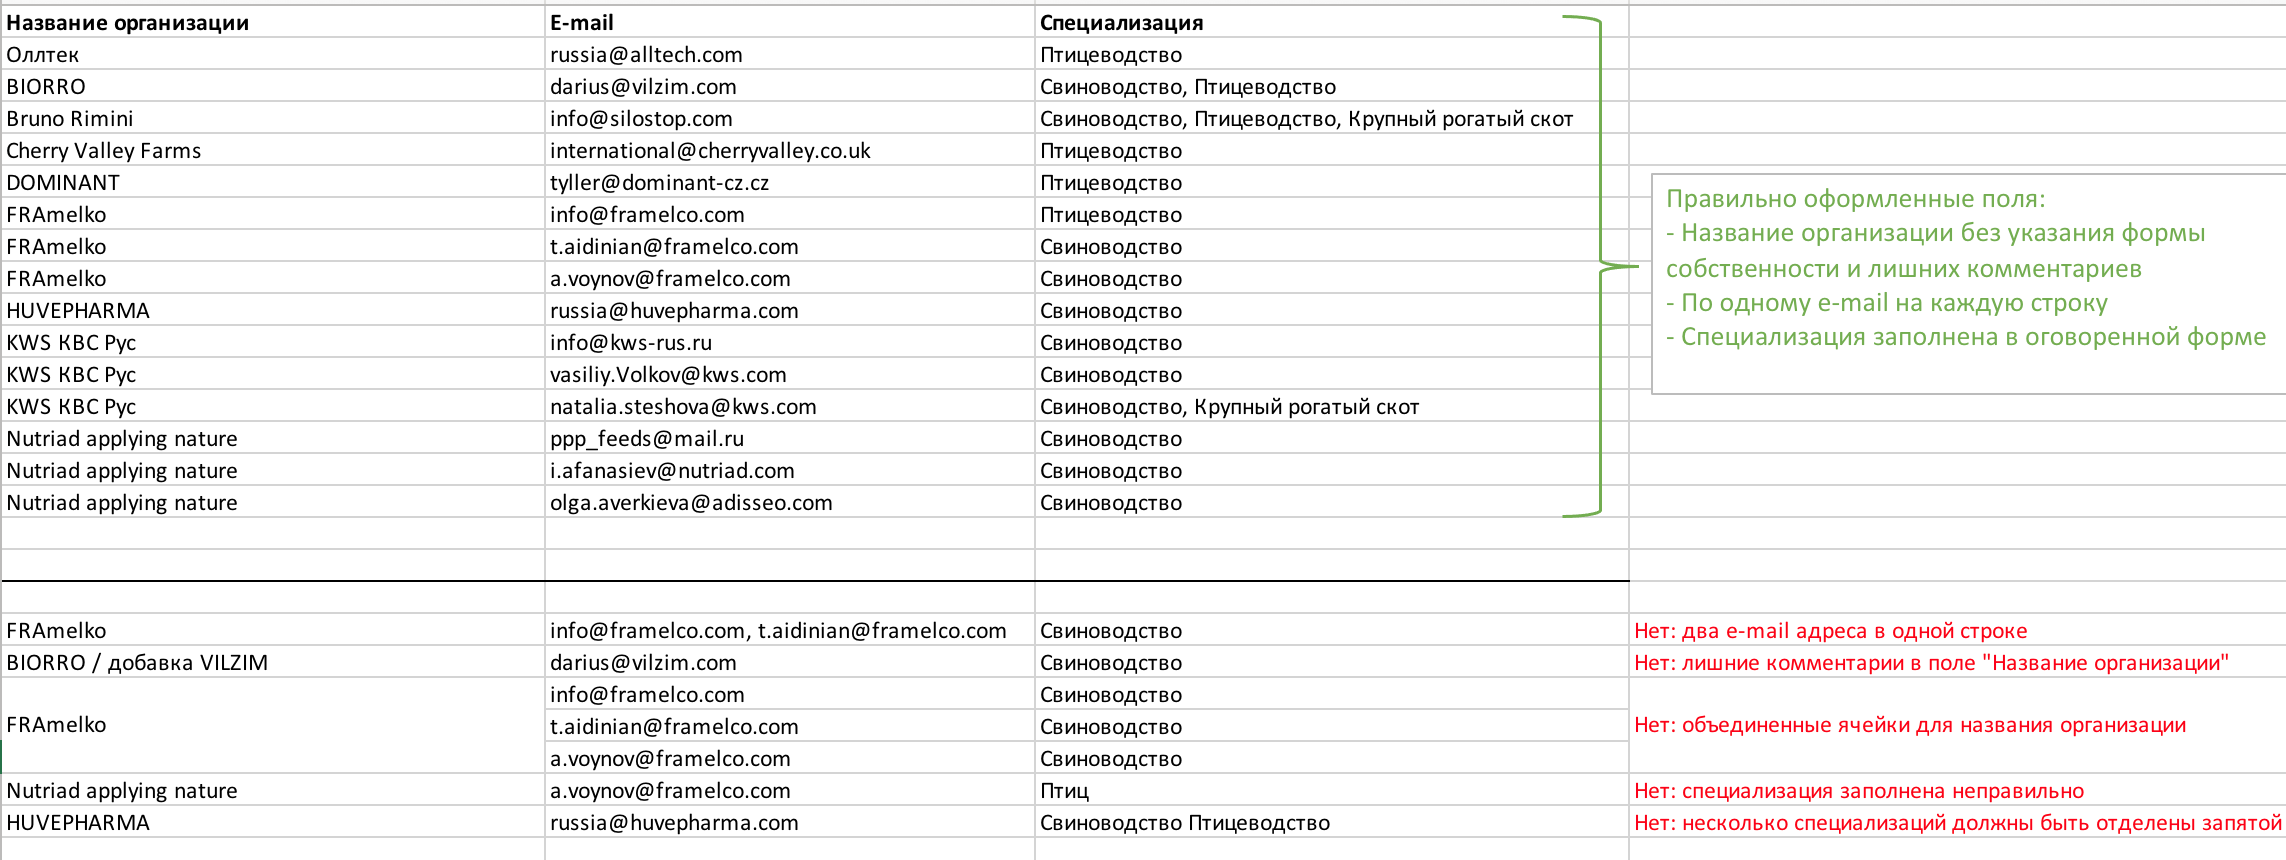 Название организации E-mail Специализация
Оллтек russia@alltech.com Птицеводство
BIORRO darius@vilzim.com Свиноводство, Птицеводство
Bruno Rimini info@silostop.com Свиноводство, Птицеводство, Крупный рогатый скот
Cherry Valley Farms international@cherryvalley.co.uk Птицеводство
DOMINANT tyller@dominant-cz.cz Птицеводство
FRAmelko info@framelco.com Птицеводство
FRAmelko t.aidinian@framelco.com Свиноводство
FRAmelko a.voynov@framelco.com Свиноводство
HUVEPHARMA russia@huvepharma.com Свиноводство
KWS КВС Рус info@kws-rus.ru Свиноводство
KWS КВС Рус vasiliy.Volkov@kws.com Свиноводство
KWS КВС Рус natalia.steshova@kws.com Свиноводство, Крупный рогатый скот
Nutriad applying nature ppp_feeds@mail.ru Свиноводство
Nutriad applying nature i.afanasiev@nutriad.com Свиноводство
Nutriad applying nature olga.averkieva@adisseo.com Свиноводство
Правильно оформленные поля:
- Название организации без указания формы
собственности и лишних комментариев
- По одному e-mail на каждую строку
- Специализация заполнена в оговоренной форме
FRAmelko info@framelco.com, t.aidinian@framelco.com Свиноводство Нет: два e-mail адреса в одной строке
BIORRO / добавка VILZIM darius@vilzim.com Свиноводство Нет: лишние комментарии в поле "Название организации"
info@framelco.com Свиноводство
FRAmelko t.aidinian@framelco.com Свиноводство Нет: объединенные ячейки для названия организации
a.voynov@framelco.com Свиноводство
Nutriad applying nature a.voynov@framelco.com Птиц Нет: специализация заполнена неправильно
HUVEPHARMA russia@huvepharma.com Свиноводство Птицеводство Нет: несколько специализаций должны быть отделены запятой